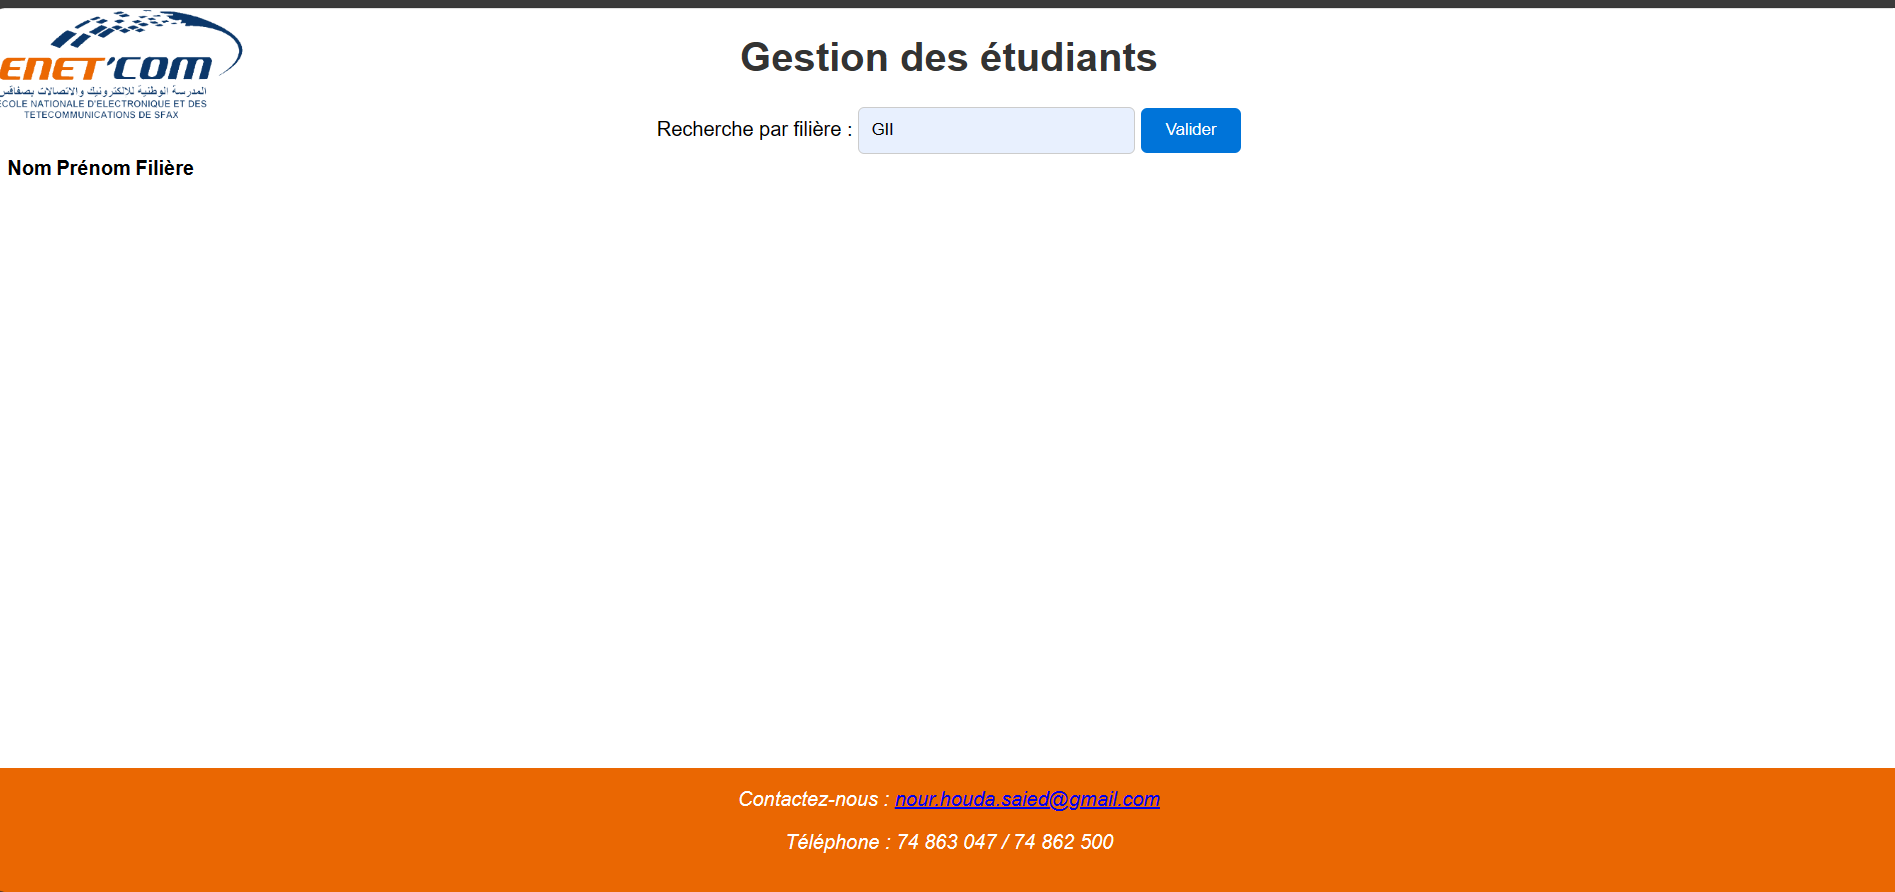 ENET'COM
المدرسة الوطنية للالكترونيك والاتصالات بصفاقس
ECOLE NATIONALE D'ELECTRONIQUE ET DES
TETECOMMUNICATIONS DE SFAX
Gestion des étudiants
Recherche par filière : GII Valider
Nom Prénom Filière
Contactez-nous : nour.houda.saied@gmail.com
Téléphone : 74 863 047 / 74 862 500